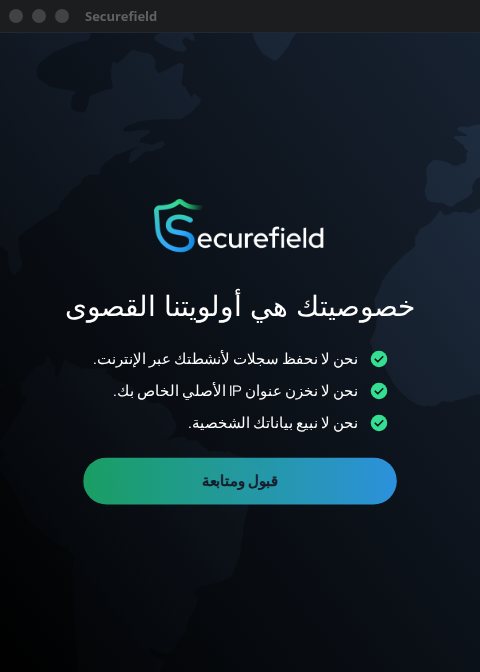 Securefield
Securefield
خصوصيتك هي أولويتنا القصوى
نحن لا نحفظ سجلات لأنشطتك عبر الإنترنت.
نحن لا نخزن عنوان IP الأصلي الخاص بك.
نحن لا نبيع بياناتك الشخصية.
قبول ومتابعة